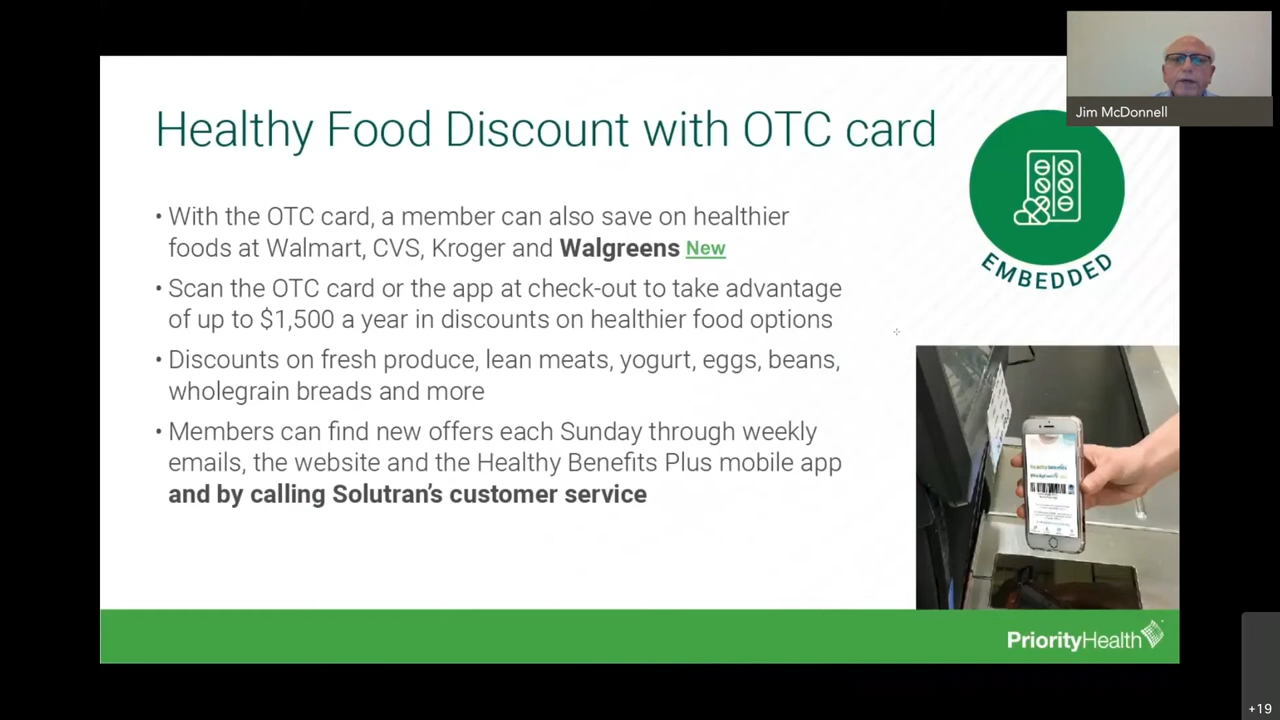 Jim McDonnell
Healthy Food Discount with OTC card
EMBEDDED
• With the OTC card, a member can also save on healthier
foods at Walmart, CVS, Kroger and Walgreens New
• Scan the OTC card or the app at check-out to take advantage
of up to $1,500 a year in discounts on healthier food options
• Discounts on fresh produce, lean meats, yogurt, eggs, beans,
wholegrain breads and more
• Members can find new offers each Sunday through weekly
emails, the website and the Healthy Benefits Plus mobile app
and by calling Solutran's customer service
PriorityHealth
+19